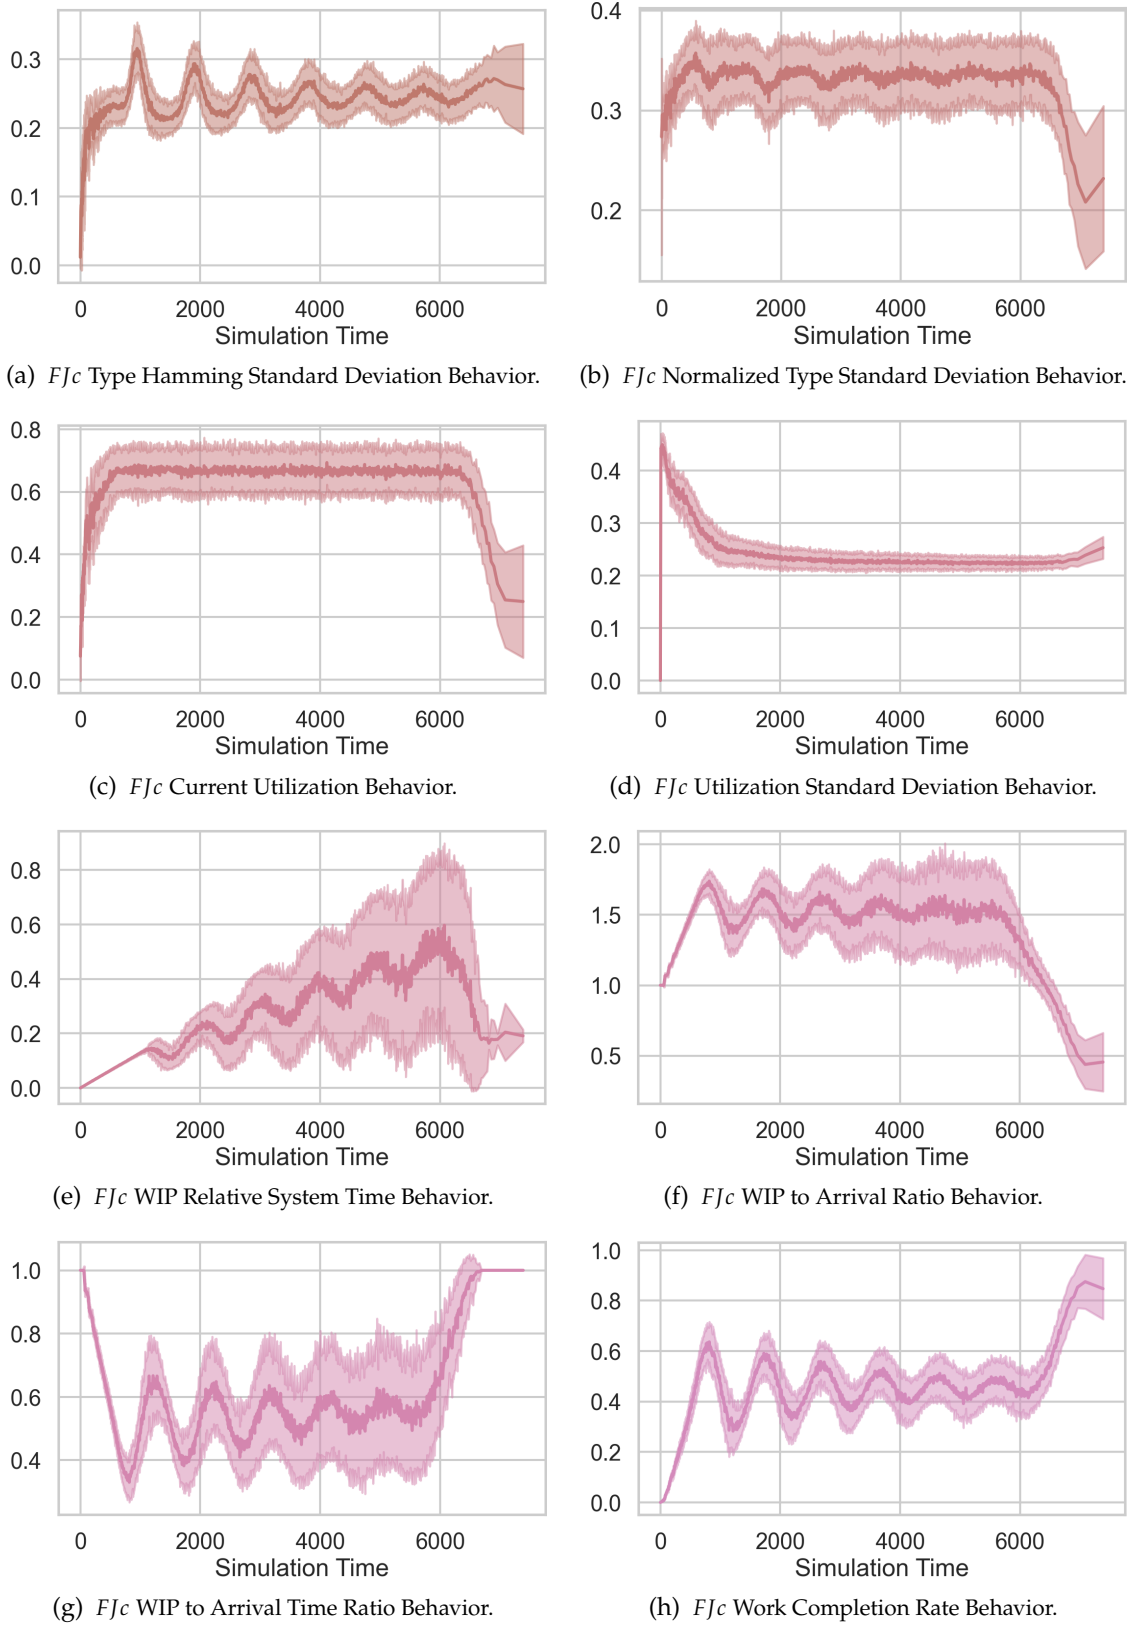 0.3
0.2
0.1
0.0
0 2000 4000 6000
Simulation Time
(a) FJc Type Hamming Standard Deviation Behavior.
0.4
0.3
0.2
0 2000 4000 6000
Simulation Time
(b) FJc Normalized Type Standard Deviation Behavior.
0.8
0.6
0.4
0.2
0.0
0 2000 4000 6000
Simulation Time
(c) FJc Current Utilization Behavior.
0.4
0.3
0.2
0.1
0.0
0 2000 4000 6000
Simulation Time
(d) FJc Utilization Standard Deviation Behavior.
0.8
0.6
0.4
0.2
0.0
0 2000 4000 6000
Simulation Time
(e) FJc WIP Relative System Time Behavior.
2.0
1.5
1.0
0.5
0 2000 4000 6000
Simulation Time
(f) FJc WIP to Arrival Ratio Behavior.
1.0
0.8
0.6
0.4
0 2000 4000 6000
Simulation Time
(g) FJc WIP to Arrival Time Ratio Behavior.
1.0
0.8
0.6
0.4
0.2
0.0
0 2000 4000 6000
Simulation Time
(h) FJc Work Completion Rate Behavior.